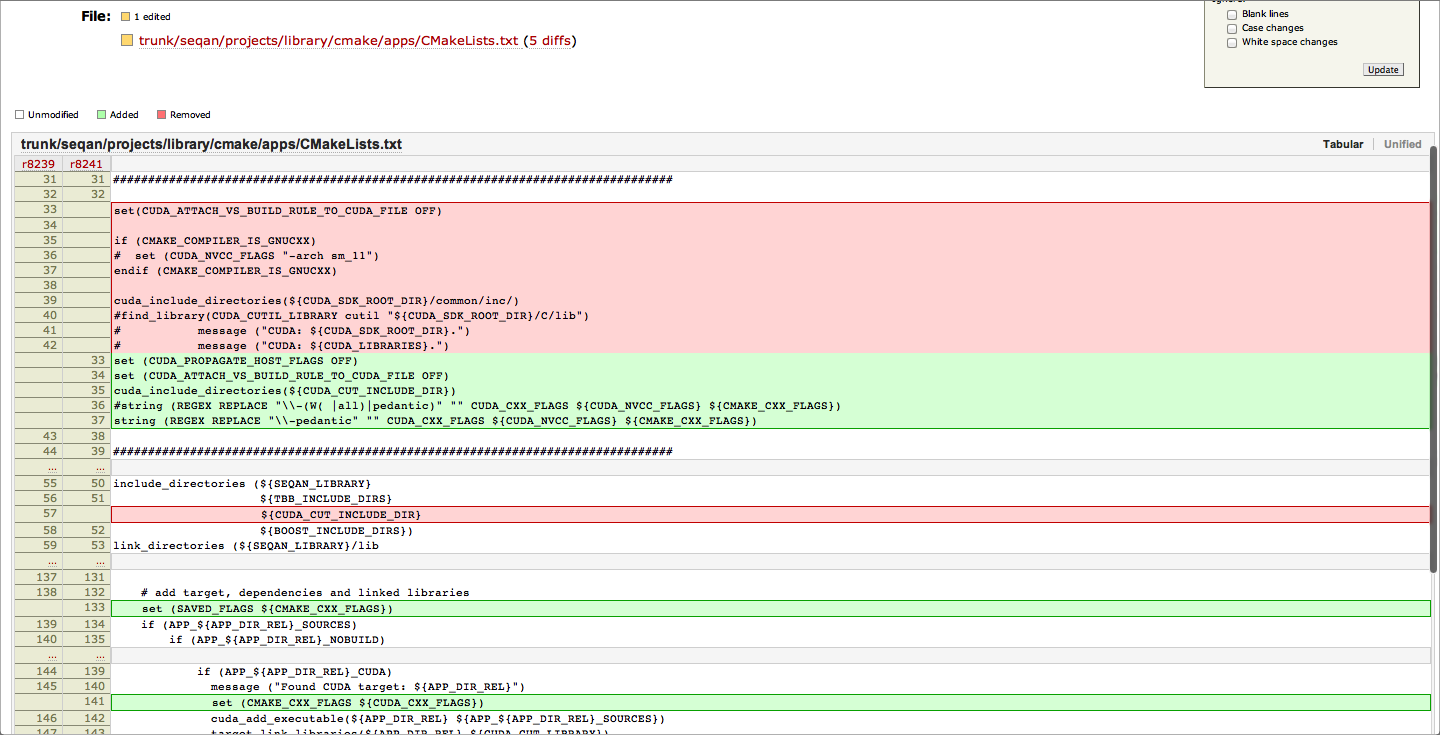 Blank lines
File: 1 edited
Case changes
White space changes
trunk/seqan/projects/library/cmake/apps/CMakeLists.txt (5 diffs)
Update
Unmodified Added Removed
trunk/seqan/projects/library/cmake/apps/CMakeLists.txt Tabular Unified
r8239 r8241
31 31 ################################################################################
32 32
33 set(CUDA_ATTACH_VS_BUILD_RULE_TO_CUDA_FILE OFF)
34
35 if (CMAKE_COMPILER_IS_GNUCXX)
36 #  set (CUDA_NVCC_FLAGS "-arch sm_11")
37 endif (CMAKE_COMPILER_IS_GNUCXX)
38
39 cuda_include_directories(${CUDA_SDK_ROOT_DIR}/common/inc/)
40 #find_library(CUDA_CUTIL_LIBRARY cutil "${CUDA_SDK_ROOT_DIR}/C/lib")
41 #           message ("CUDA: ${CUDA_SDK_ROOT_DIR}.")
42 #           message ("CUDA: ${CUDA_LIBRARIES}.")
33 set (CUDA_PROPAGATE_HOST_FLAGS OFF)
34 set (CUDA_ATTACH_VS_BUILD_RULE_TO_CUDA_FILE OFF)
35 cuda_include_directories(${CUDA_CUT_INCLUDE_DIR})
36 #string (REGEX REPLACE "\\-(W( |all)|pedantic)" "" CUDA_CXX_FLAGS ${CUDA_NVCC_FLAGS} ${CMAKE_CXX_FLAGS})
37 string (REGEX REPLACE "\\-pedantic" "" CUDA_CXX_FLAGS ${CUDA_NVCC_FLAGS} ${CMAKE_CXX_FLAGS})
43 38
44 39 ################################################################################
... ...
55 50 include_directories (${SEQAN_LIBRARY}
56 51 ${TBB_INCLUDE_DIRS}
57 ${CUDA_CUT_INCLUDE_DIR}
58 52 ${BOOST_INCLUDE_DIRS})
59 53 link_directories (${SEQAN_LIBRARY}/lib
... ...
137 131
138 132 # add target, dependencies and linked libraries
133 set (SAVED_FLAGS ${CMAKE_CXX_FLAGS})
139 134 if (APP_${APP_DIR_REL}_SOURCES)
140 135 if (APP_${APP_DIR_REL}_NOBUILD)
... ...
144 139 if (APP_${APP_DIR_REL}_CUDA)
145 140 message ("Found CUDA target: ${APP_DIR_REL}")
141 set (CMAKE_CXX_FLAGS ${CUDA_CXX_FLAGS})
146 142 cuda_add_executable(${APP_DIR_REL} ${APP_${APP_DIR_REL}_SOURCES})
147 143 target_link_libraries(${APP_DIR_REL} ${CUDA_CUT_LIBRARY})